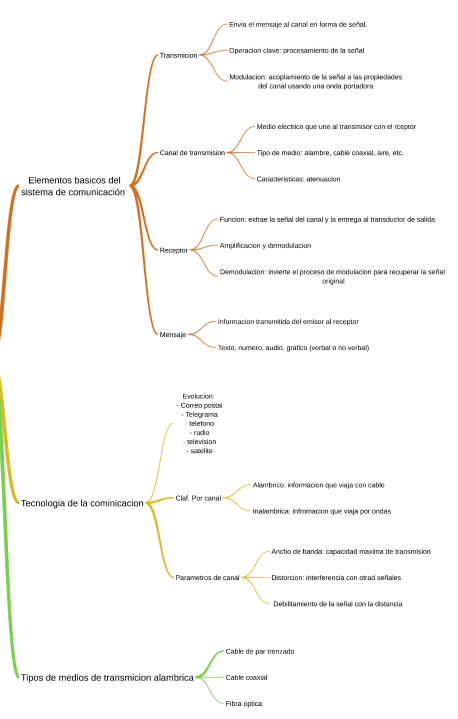 Elementos basicos del
sistema de comunicación
Transmicion
Envia el mensaje al canal en forma de señal.
Operacion clave: procesamiento de la señal
Modulacion: acoplamiento de la señal a las propiedades
del canal usando una onda portadora
Canal de transmision
Medio electrico que une al transmisor con el rceptor
Tipo de medio: alambre, cable coaxial, aire, etc.
Caracteristicas: atenuacion
Receptor
Funcion: extrae la señal del canal y la entrega al transductor de salida
Amplificacion y demodulacion
Demodulacion: invierte el proceso de modulacion para recuperar la señal
original
Mensaje
Informacion transmitida del emisor al receptor
Texto, numero, audio, grafico (verbal o no verbal)
Tecnologia de la cominicacion
Evolucion:
- Correo postal
- Telegrama
- telefono
- radio
- television
- satelite
Claf. Por canal
Alambrico: informacion que viaja con cable
Inalambrica: infromacion que viaja por ondas
Parametros de canal
Ancho de banda: capacidad maxima de transmision
Distorcion: interferencia con otrad señales
Debilitamiento de la señal con la distancia
Tipos de medios de transmicion alambrica
Cable de par trenzado
Cable coaxial
Fibra optica